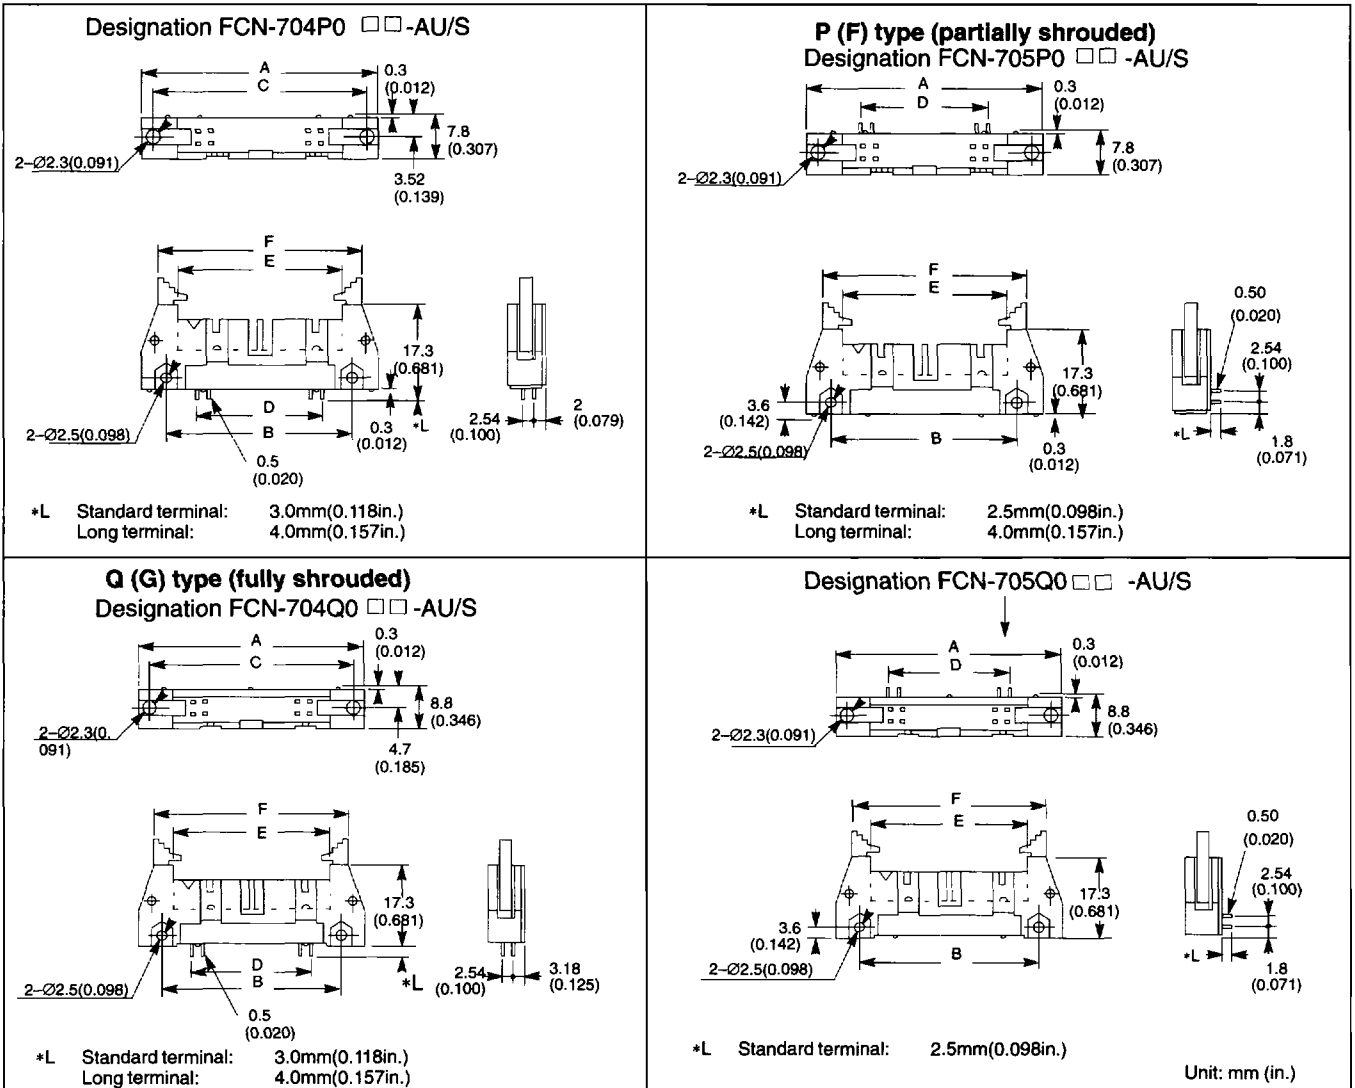 Designation FCN-704P0 □□-AU/S
A
C
0.3
(0.012)
7.8
(0.307)
3.52
(0.139)
2-Ø2.3(0.091)
F
E
17.3
(0.681)
D
B
0.3
(0.012)
*L
2.54
(0.100)
2
(0.079)
2-Ø2.5(0.098)
0.5
(0.020)
*L Standard terminal: 3.0mm(0.118in.)
Long terminal: 4.0mm(0.157in.)
P (F) type (partially shrouded)
Designation FCN-705P0 □□ -AU/S
A
D
0.3
(0.012)
7.8
(0.307)
2-Ø2.3(0.091)
F
E
17.3
(0.681)
3.6
(0.142)
2-Ø2.5(0.098)
B
0.3
(0.012)
0.50
(0.020)
2.54
(0.100)
*L
1.8
(0.071)
*L Standard terminal: 2.5mm(0.098in.)
Long terminal: 4.0mm(0.157in.)
Q (G) type (fully shrouded)
Designation FCN-704Q0 □□ -AU/S
A
C
0.3
(0.012)
8.8
(0.346)
4.7
(0.185)
2-Ø2.3(0.
091)
F
E
17.3
(0.681)
D
B
*L
2.54
(0.100)
3.18
(0.125)
2-Ø2.5(0.098)
0.5
(0.020)
*L Standard terminal: 3.0mm(0.118in.)
Long terminal: 4.0mm(0.157in.)
Designation FCN-705Q0 □□ -AU/S
A
D
0.3
(0.012)
8.8
(0.346)
2-Ø2.3(0.091)
F
E
17.3
(0.681)
3.6
(0.142)
2-Ø2.5(0.098)
B
0.50
(0.020)
2.54
(0.100)
*L
1.8
(0.071)
*L Standard terminal: 2.5mm(0.098in.)
Unit: mm (in.)